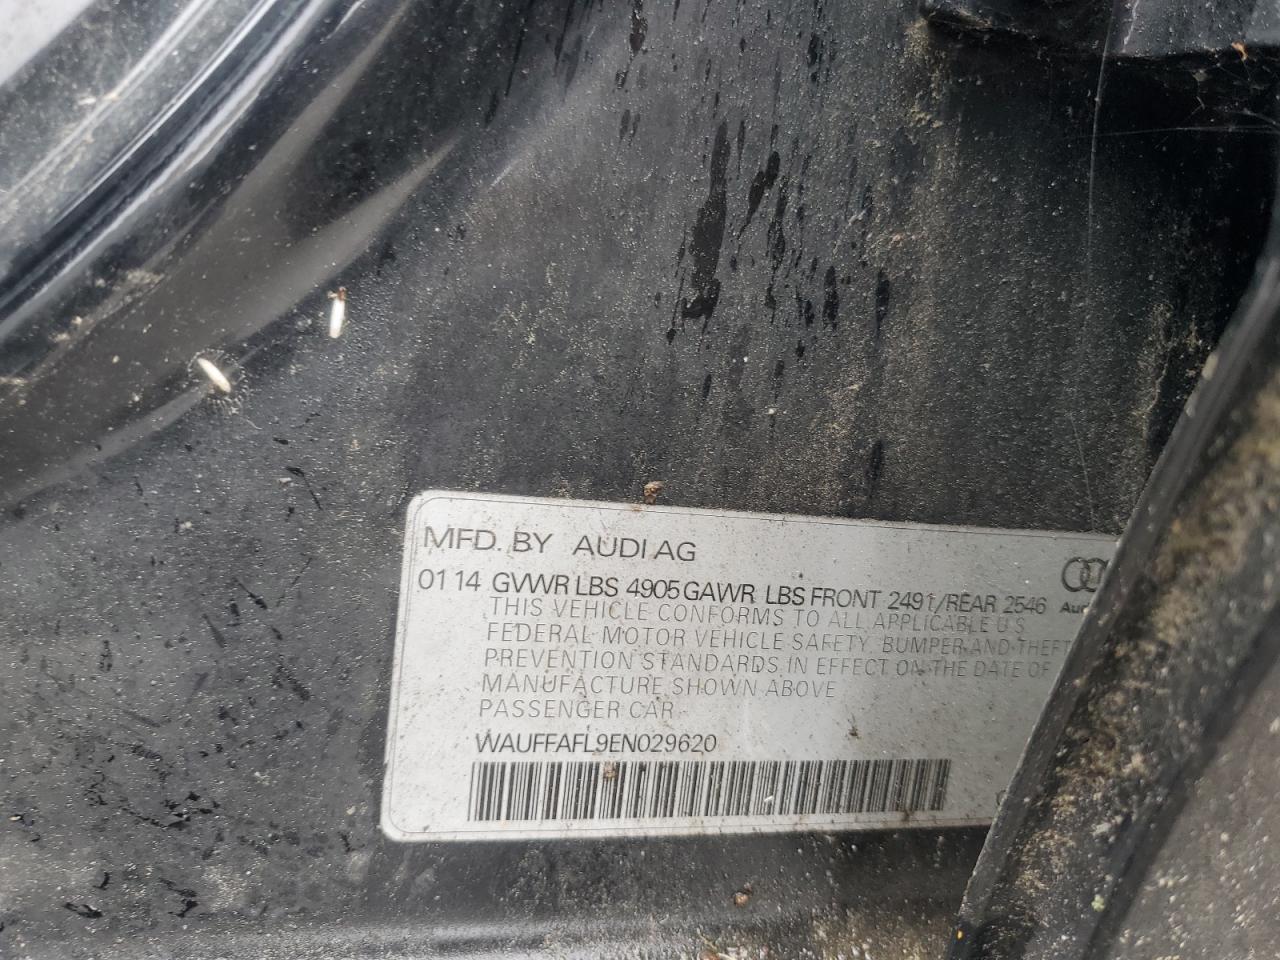 MFD. BY AUDI AG
01 14 GVWR LBS 4905 GAWR LBS FRONT 2491/REAR 2546
Au
THIS VEHICLE CONFORMS TO ALL APPLICABLE U S
FEDERAL MOTOR VEHICLE SAFETY, BUMPER AND THEFT
PREVENTION STANDARDS IN EFFECT ON THE DATE OF
MANUFACTURE SHOWN ABOVE
PASSENGER CAR
WAUFFAFL9EN029620